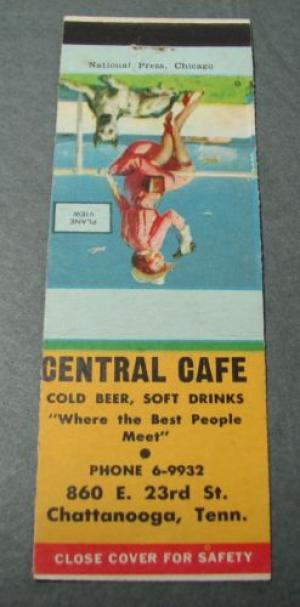 National Press, Chicago
PLANE
VIEW
CENTRAL CAFE
COLD BEER, SOFT DRINKS
"Where the Best People
Meet"
PHONE 6-9932
860 E. 23rd St.
Chattanooga, Tenn.
CLOSE COVER FOR SAFETY